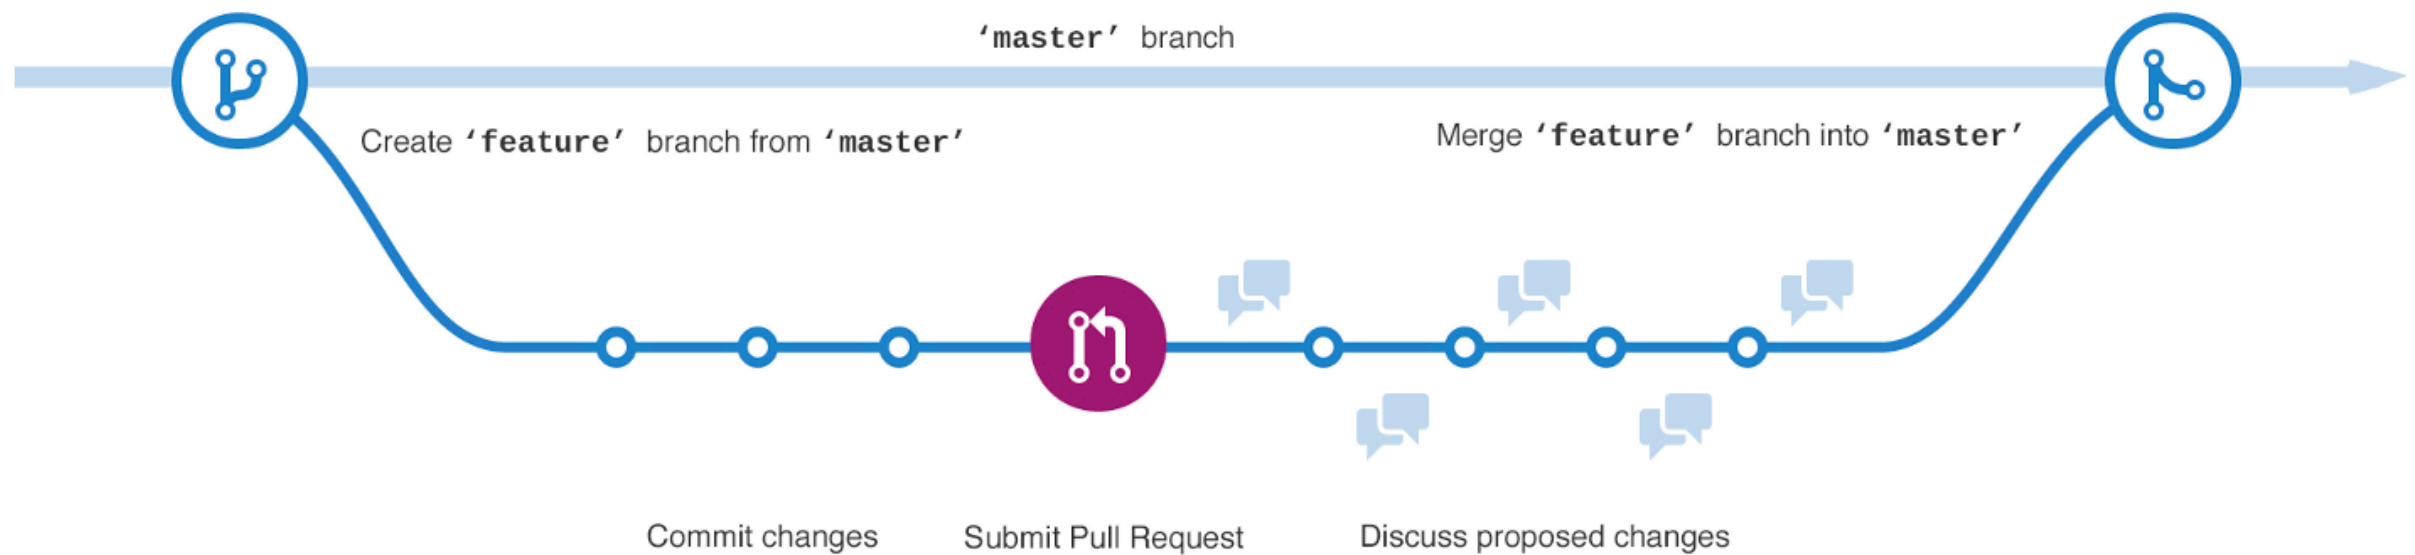 ‘master’ branch
Create ‘feature’ branch from ‘master’
Merge ‘feature’ branch into ‘master’
Commit changes
Submit Pull Request
Discuss proposed changes